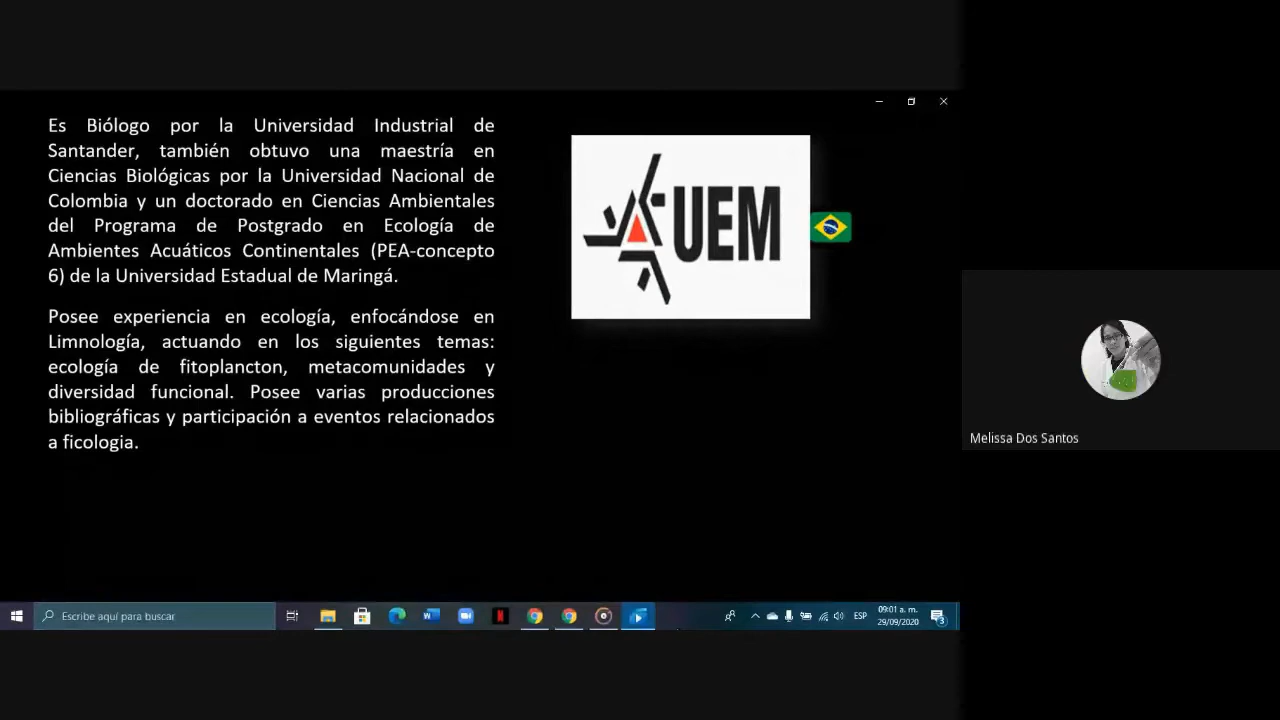 Es Biólogo por la Universidad Industrial de
Santander, también obtuvo una maestría en
Ciencias Biológicas por la Universidad Nacional de
Colombia y un doctorado en Ciencias Ambientales
del Programa de Postgrado en Ecología de
Ambientes Acuáticos Continentales (PEA-concepto
6) de la Universidad Estadual de Maringá.
Posee experiencia en ecología, enfocándose en
Limnología, actuando en los siguientes temas:
ecología de fitoplancton, metacomunidades y
diversidad funcional. Posee varias producciones
bibliográficas y participación a eventos relacionados
a ficologia.
UEM
Melissa Dos Santos
Escribe aquí para buscar
ESP
09:01 a. m.
29/09/2020
3